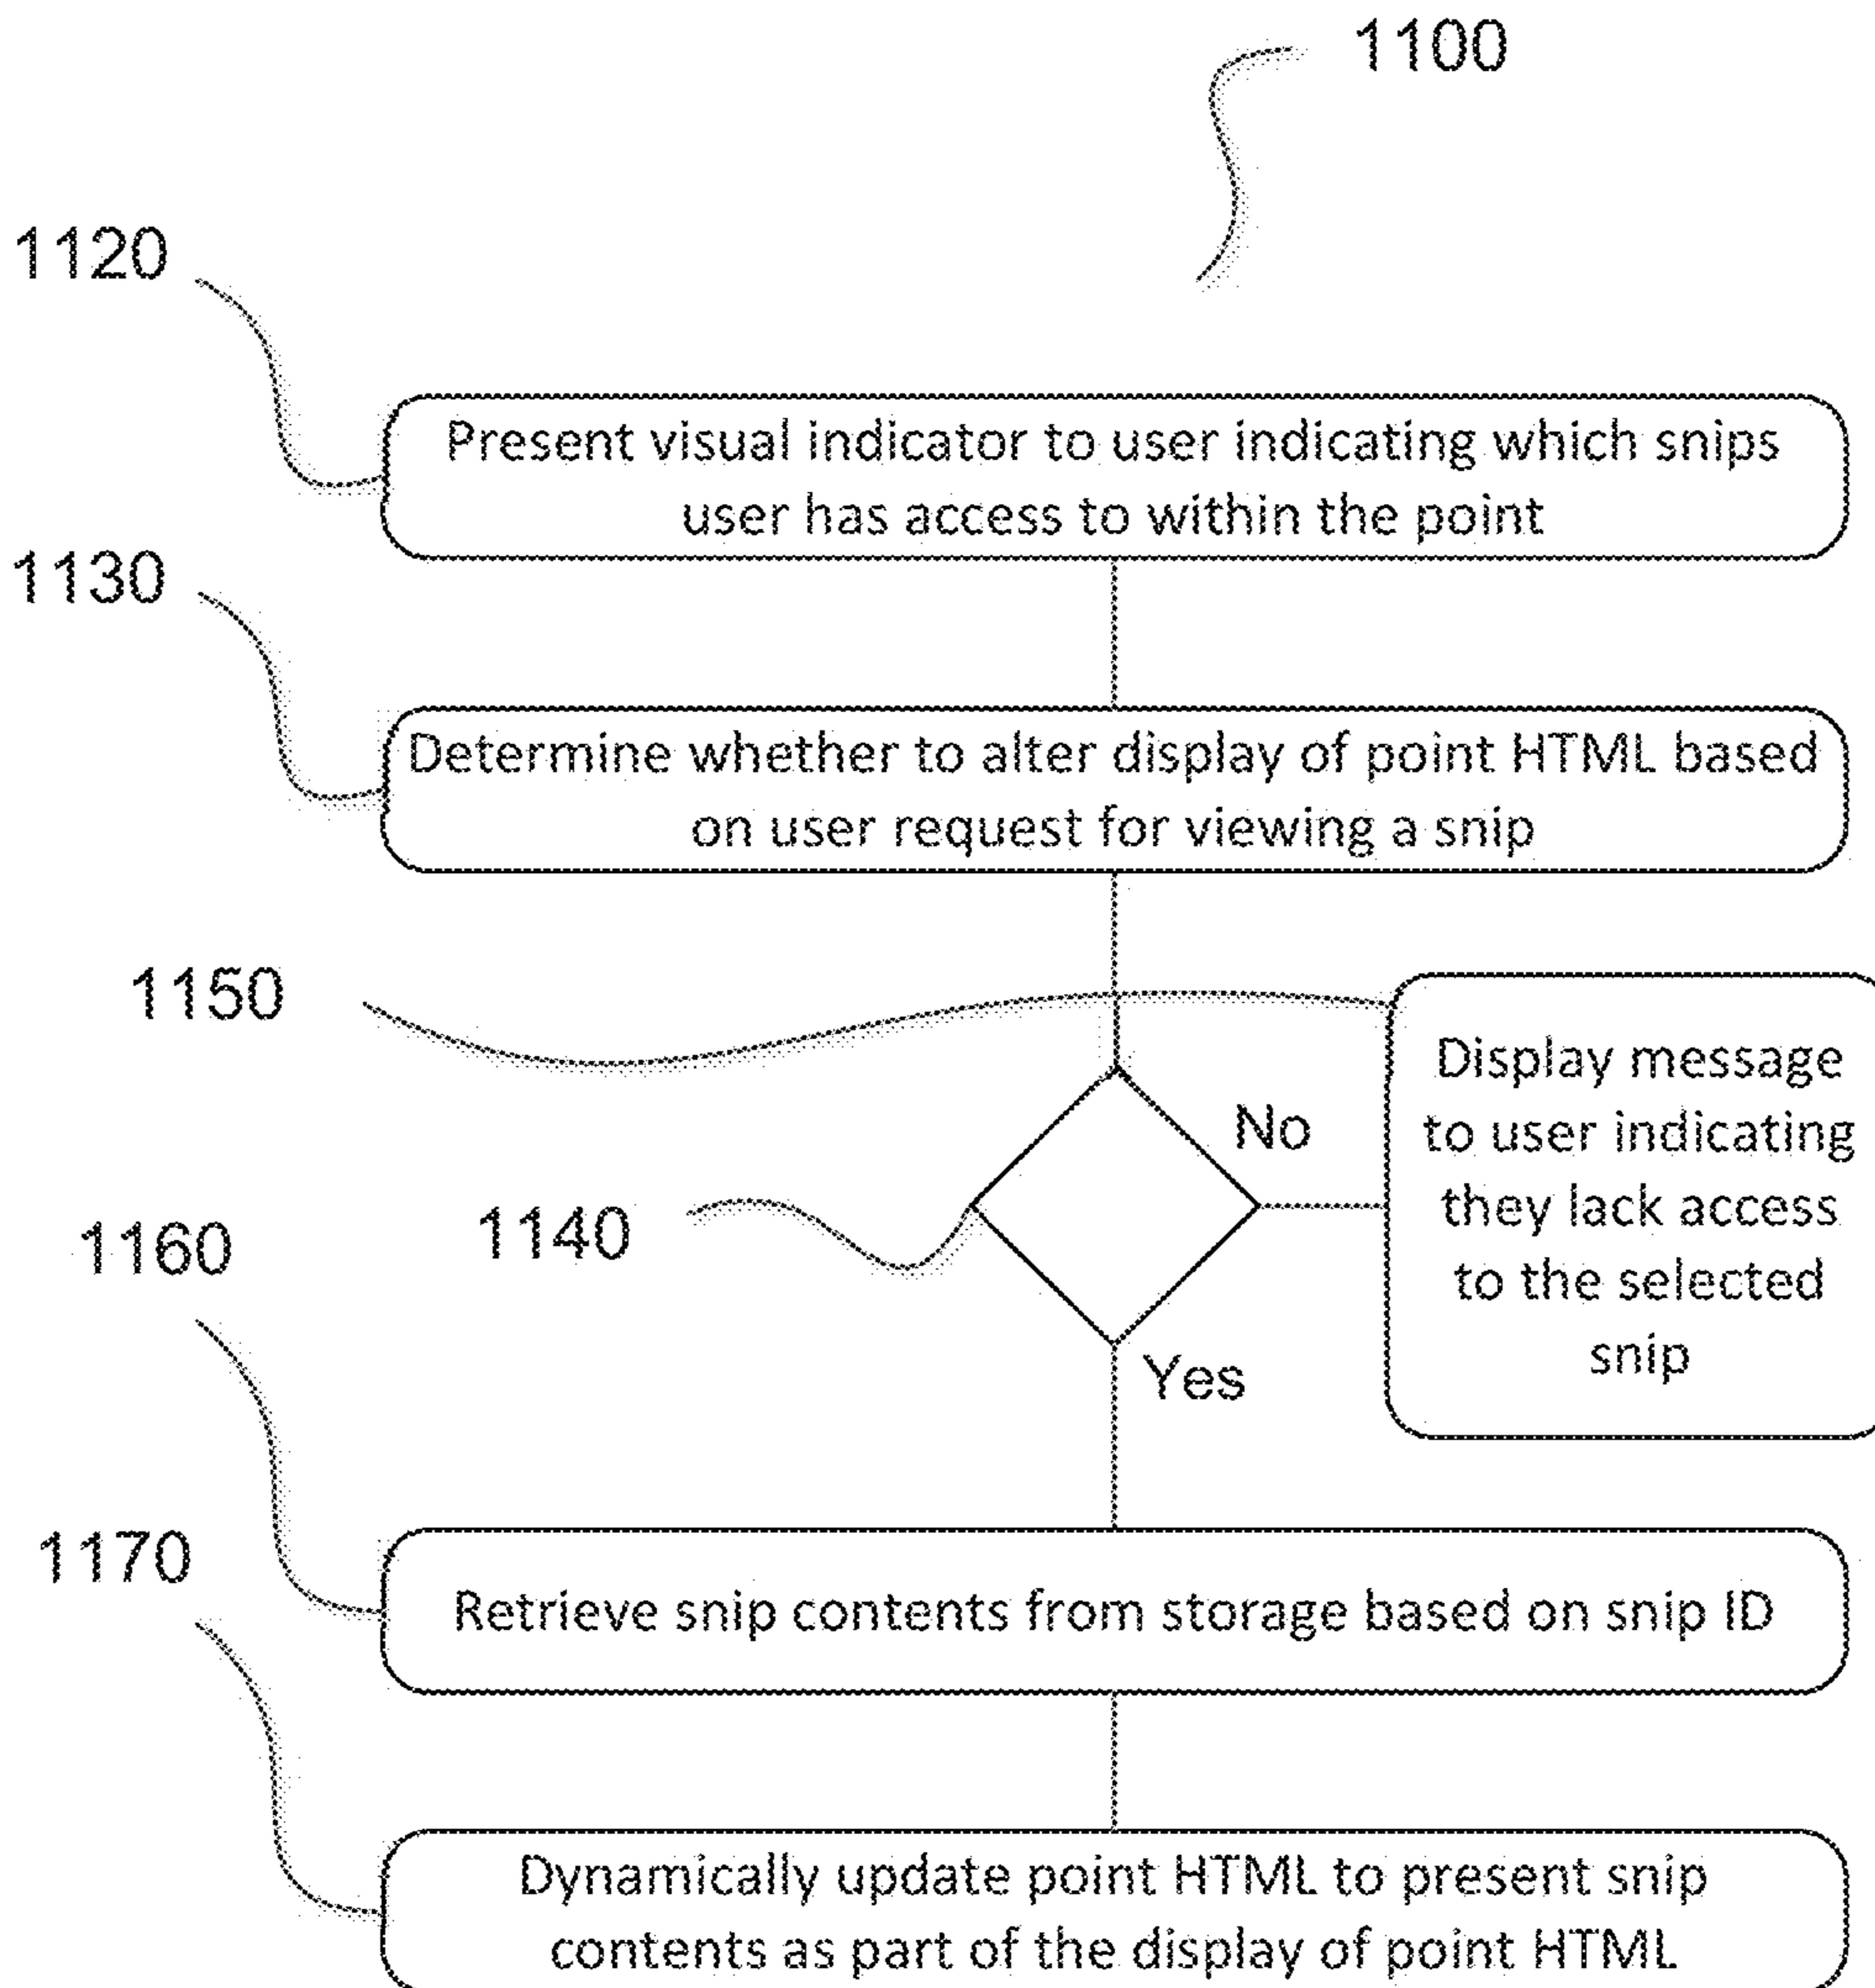 1100
1120
Present visual indicator to user indicating which snips
user has access to within the point
1130
Determine whether to alter display of point HTML based
on user request for viewing a snip
1150
Display message
to user indicating
they lack access
to the selected
snip
No
1140
Yes
1160
Retrieve snip contents from storage based on snip ID
1170
Dynamically update point HTML to present snip
contents as part of the display of point HTML